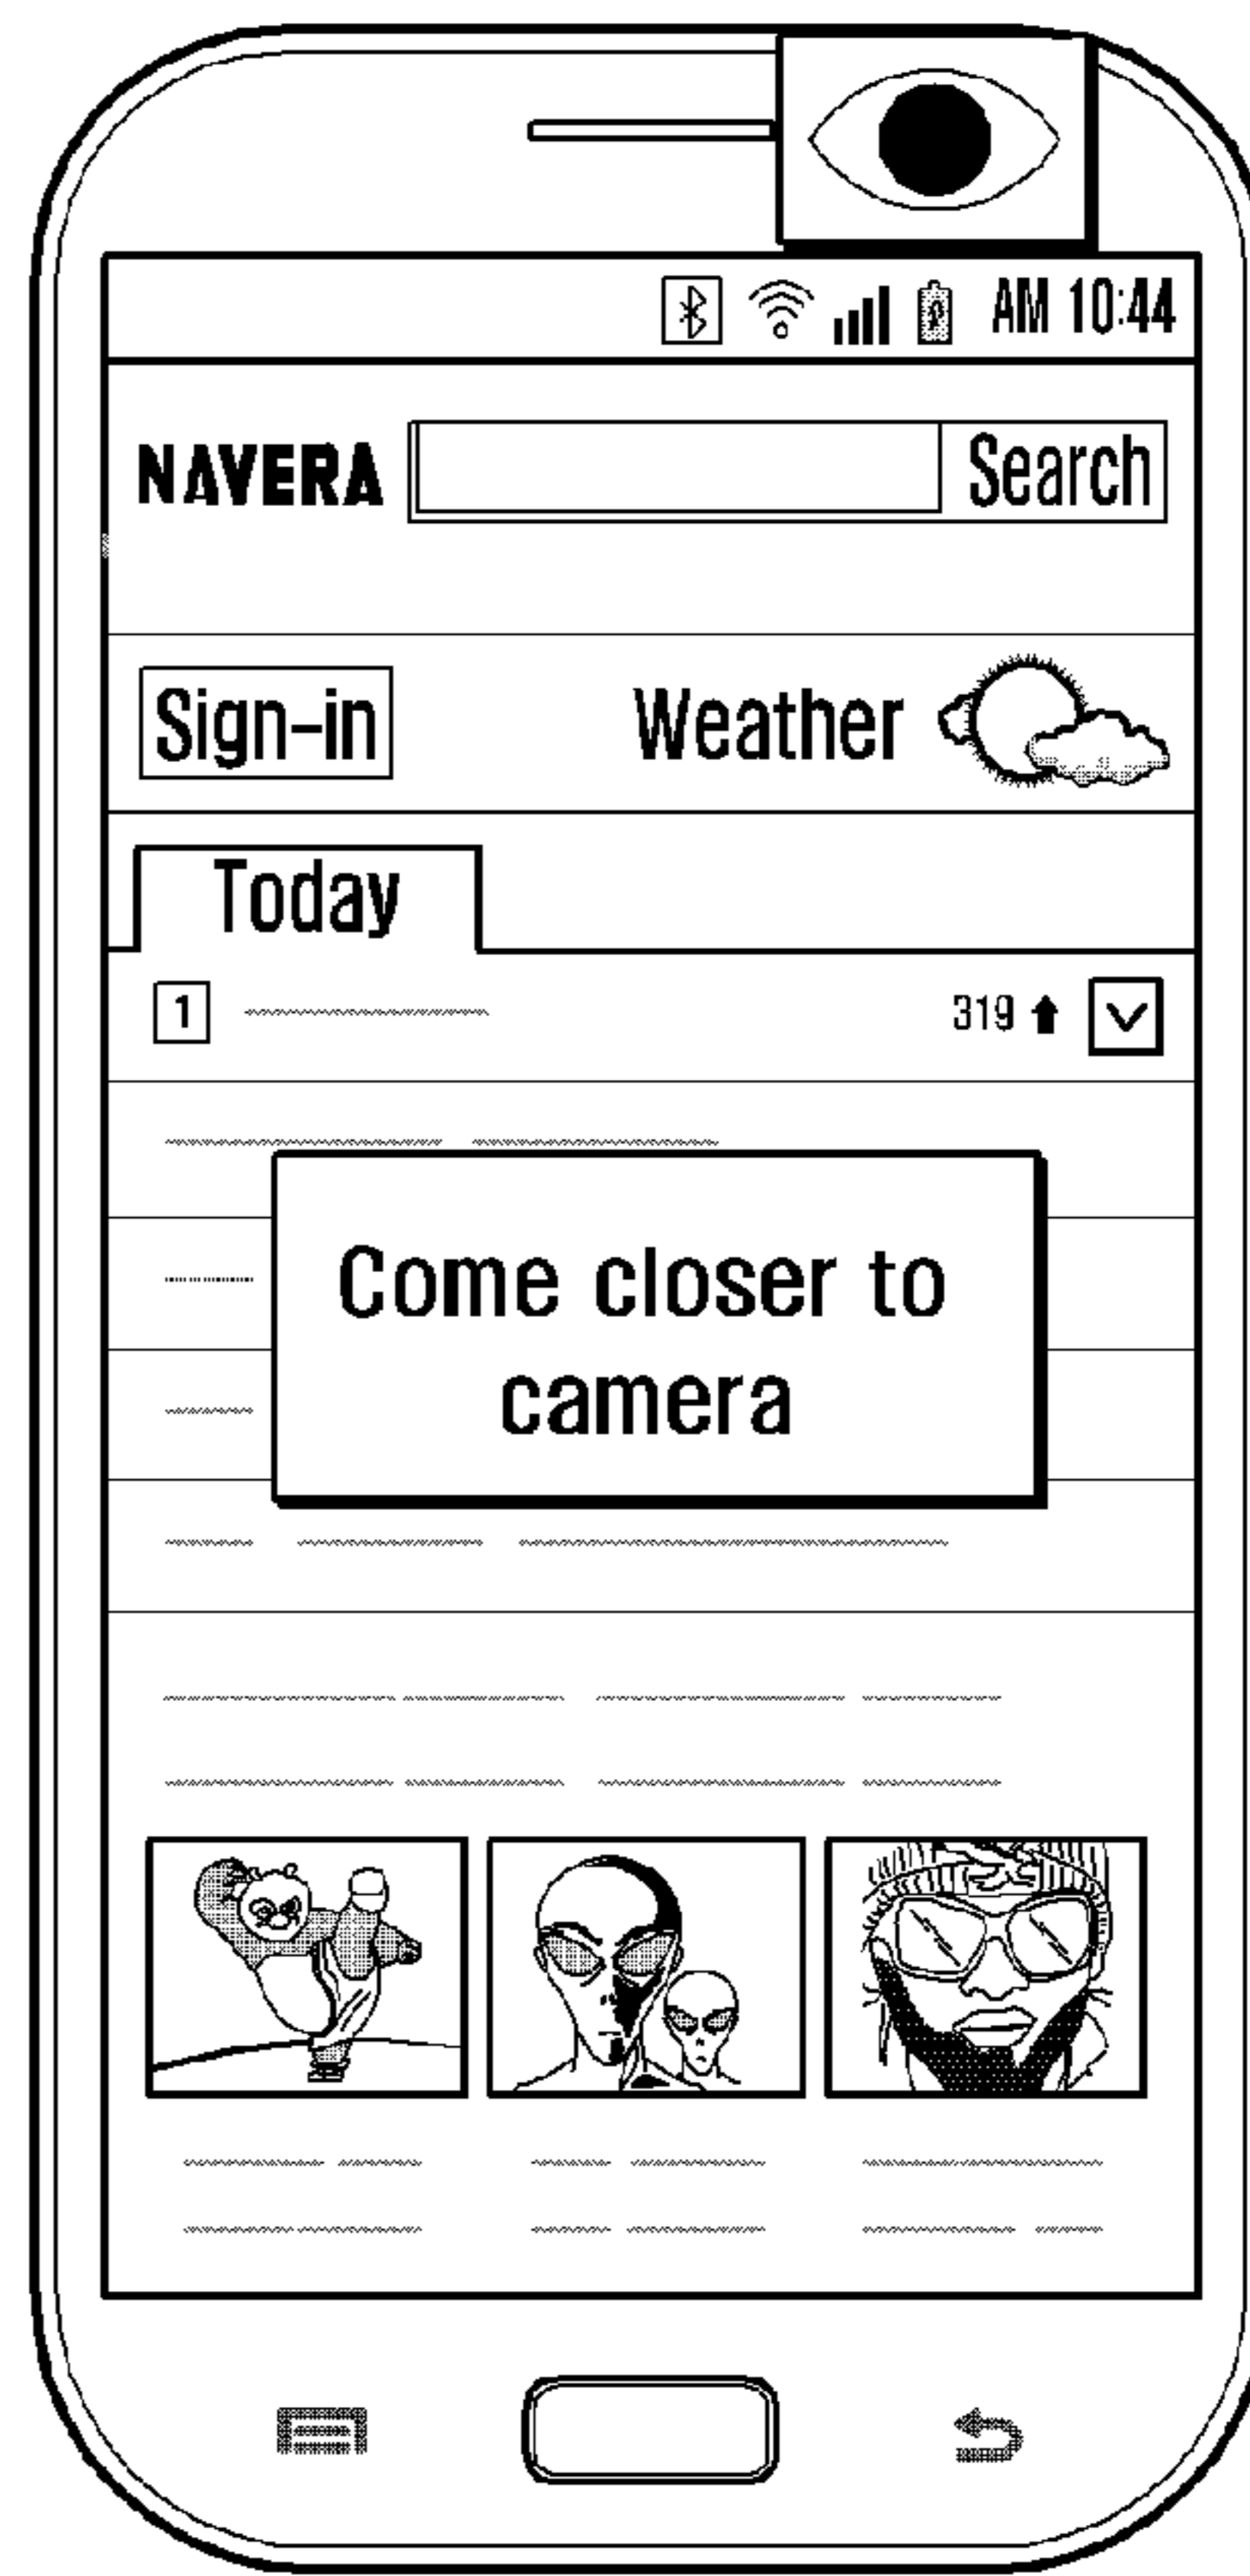 AM 10:44
NAVERA
Search
Sign-in
Weather
Today
1
319
Come closer to
camera